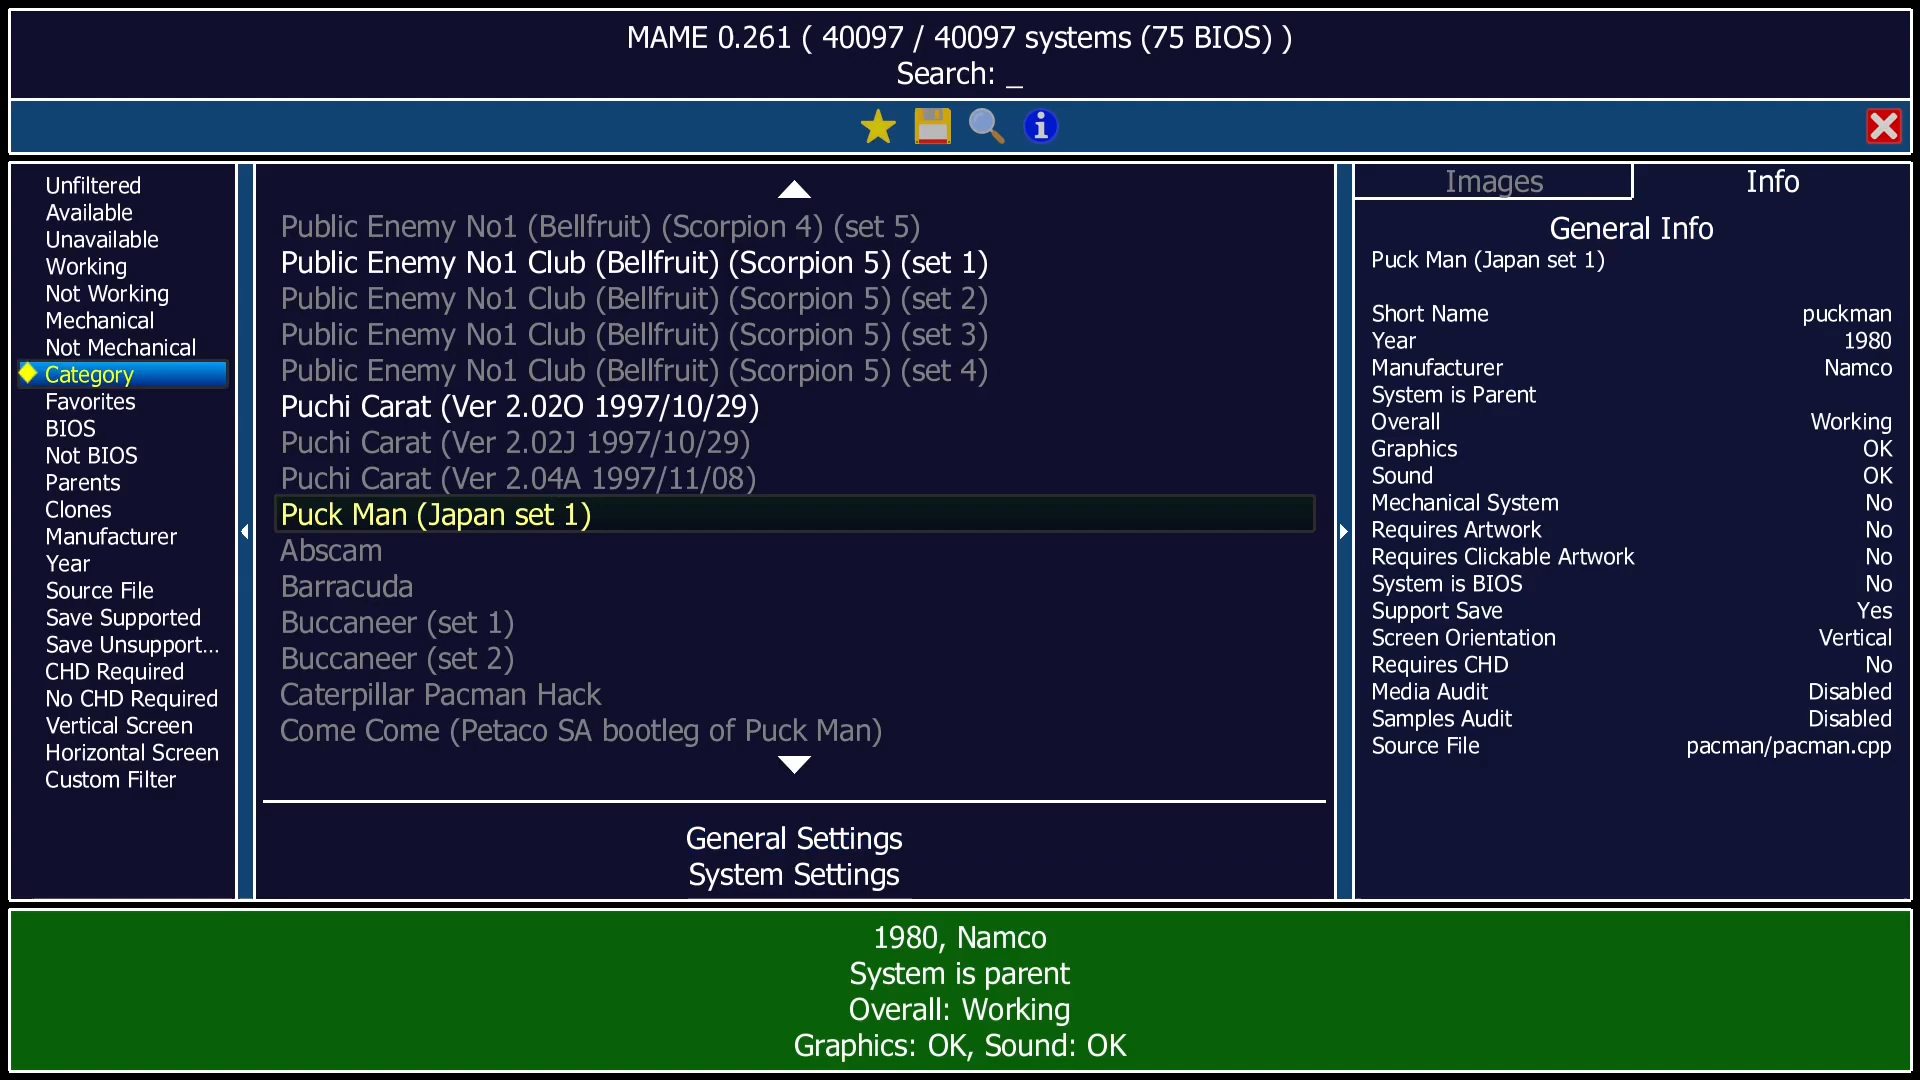 MAME 0.261 ( 40097 / 40097 systems (75 BIOS) )
Search: _
Unfiltered
Available
Unavailable
Working
Not Working
Mechanical
Not Mechanical
Category
Favorites
BIOS
Not BIOS
Parents
Clones
Manufacturer
Year
Source File
Save Supported
Save Unsupport...
CHD Required
No CHD Required
Vertical Screen
Horizontal Screen
Custom Filter
Public Enemy No1 (Bellfruit) (Scorpion 4) (set 5)
Public Enemy No1 Club (Bellfruit) (Scorpion 5) (set 1)
Public Enemy No1 Club (Bellfruit) (Scorpion 5) (set 2)
Public Enemy No1 Club (Bellfruit) (Scorpion 5) (set 3)
Public Enemy No1 Club (Bellfruit) (Scorpion 5) (set 4)
Puchi Carat (Ver 2.02O 1997/10/29)
Puchi Carat (Ver 2.02J 1997/10/29)
Puchi Carat (Ver 2.04A 1997/11/08)
Puck Man (Japan set 1)
Abscam
Barracuda
Buccaneer (set 1)
Buccaneer (set 2)
Caterpillar Pacman Hack
Come Come (Petaco SA bootleg of Puck Man)
General Settings
System Settings
Images Info
General Info
Puck Man (Japan set 1)
Short Name puckman
Year 1980
Manufacturer Namco
System is Parent
Overall Working
Graphics OK
Sound OK
Mechanical System No
Requires Artwork No
Requires Clickable Artwork No
System is BIOS No
Support Save Yes
Screen Orientation Vertical
Requires CHD No
Media Audit Disabled
Samples Audit Disabled
Source File pacman/pacman.cpp
1980, Namco
System is parent
Overall: Working
Graphics: OK, Sound: OK